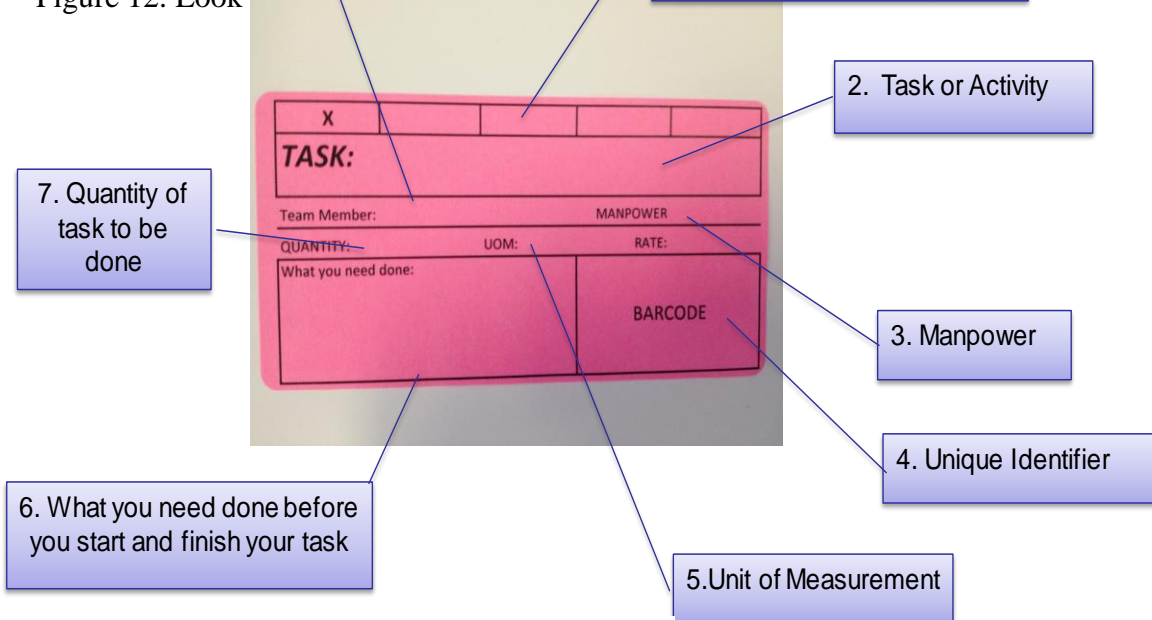 Figure 12: Look
2. Task or Activity
X
TASK:
7. Quantity of
task to be
done
Team Member:
MANPOWER
QUANTITY:
UOM:
RATE:
What you need done:
BARCODE
3. Manpower
4. Unique Identifier
6. What you need done before
you start and finish your task
5.Unit of Measurement